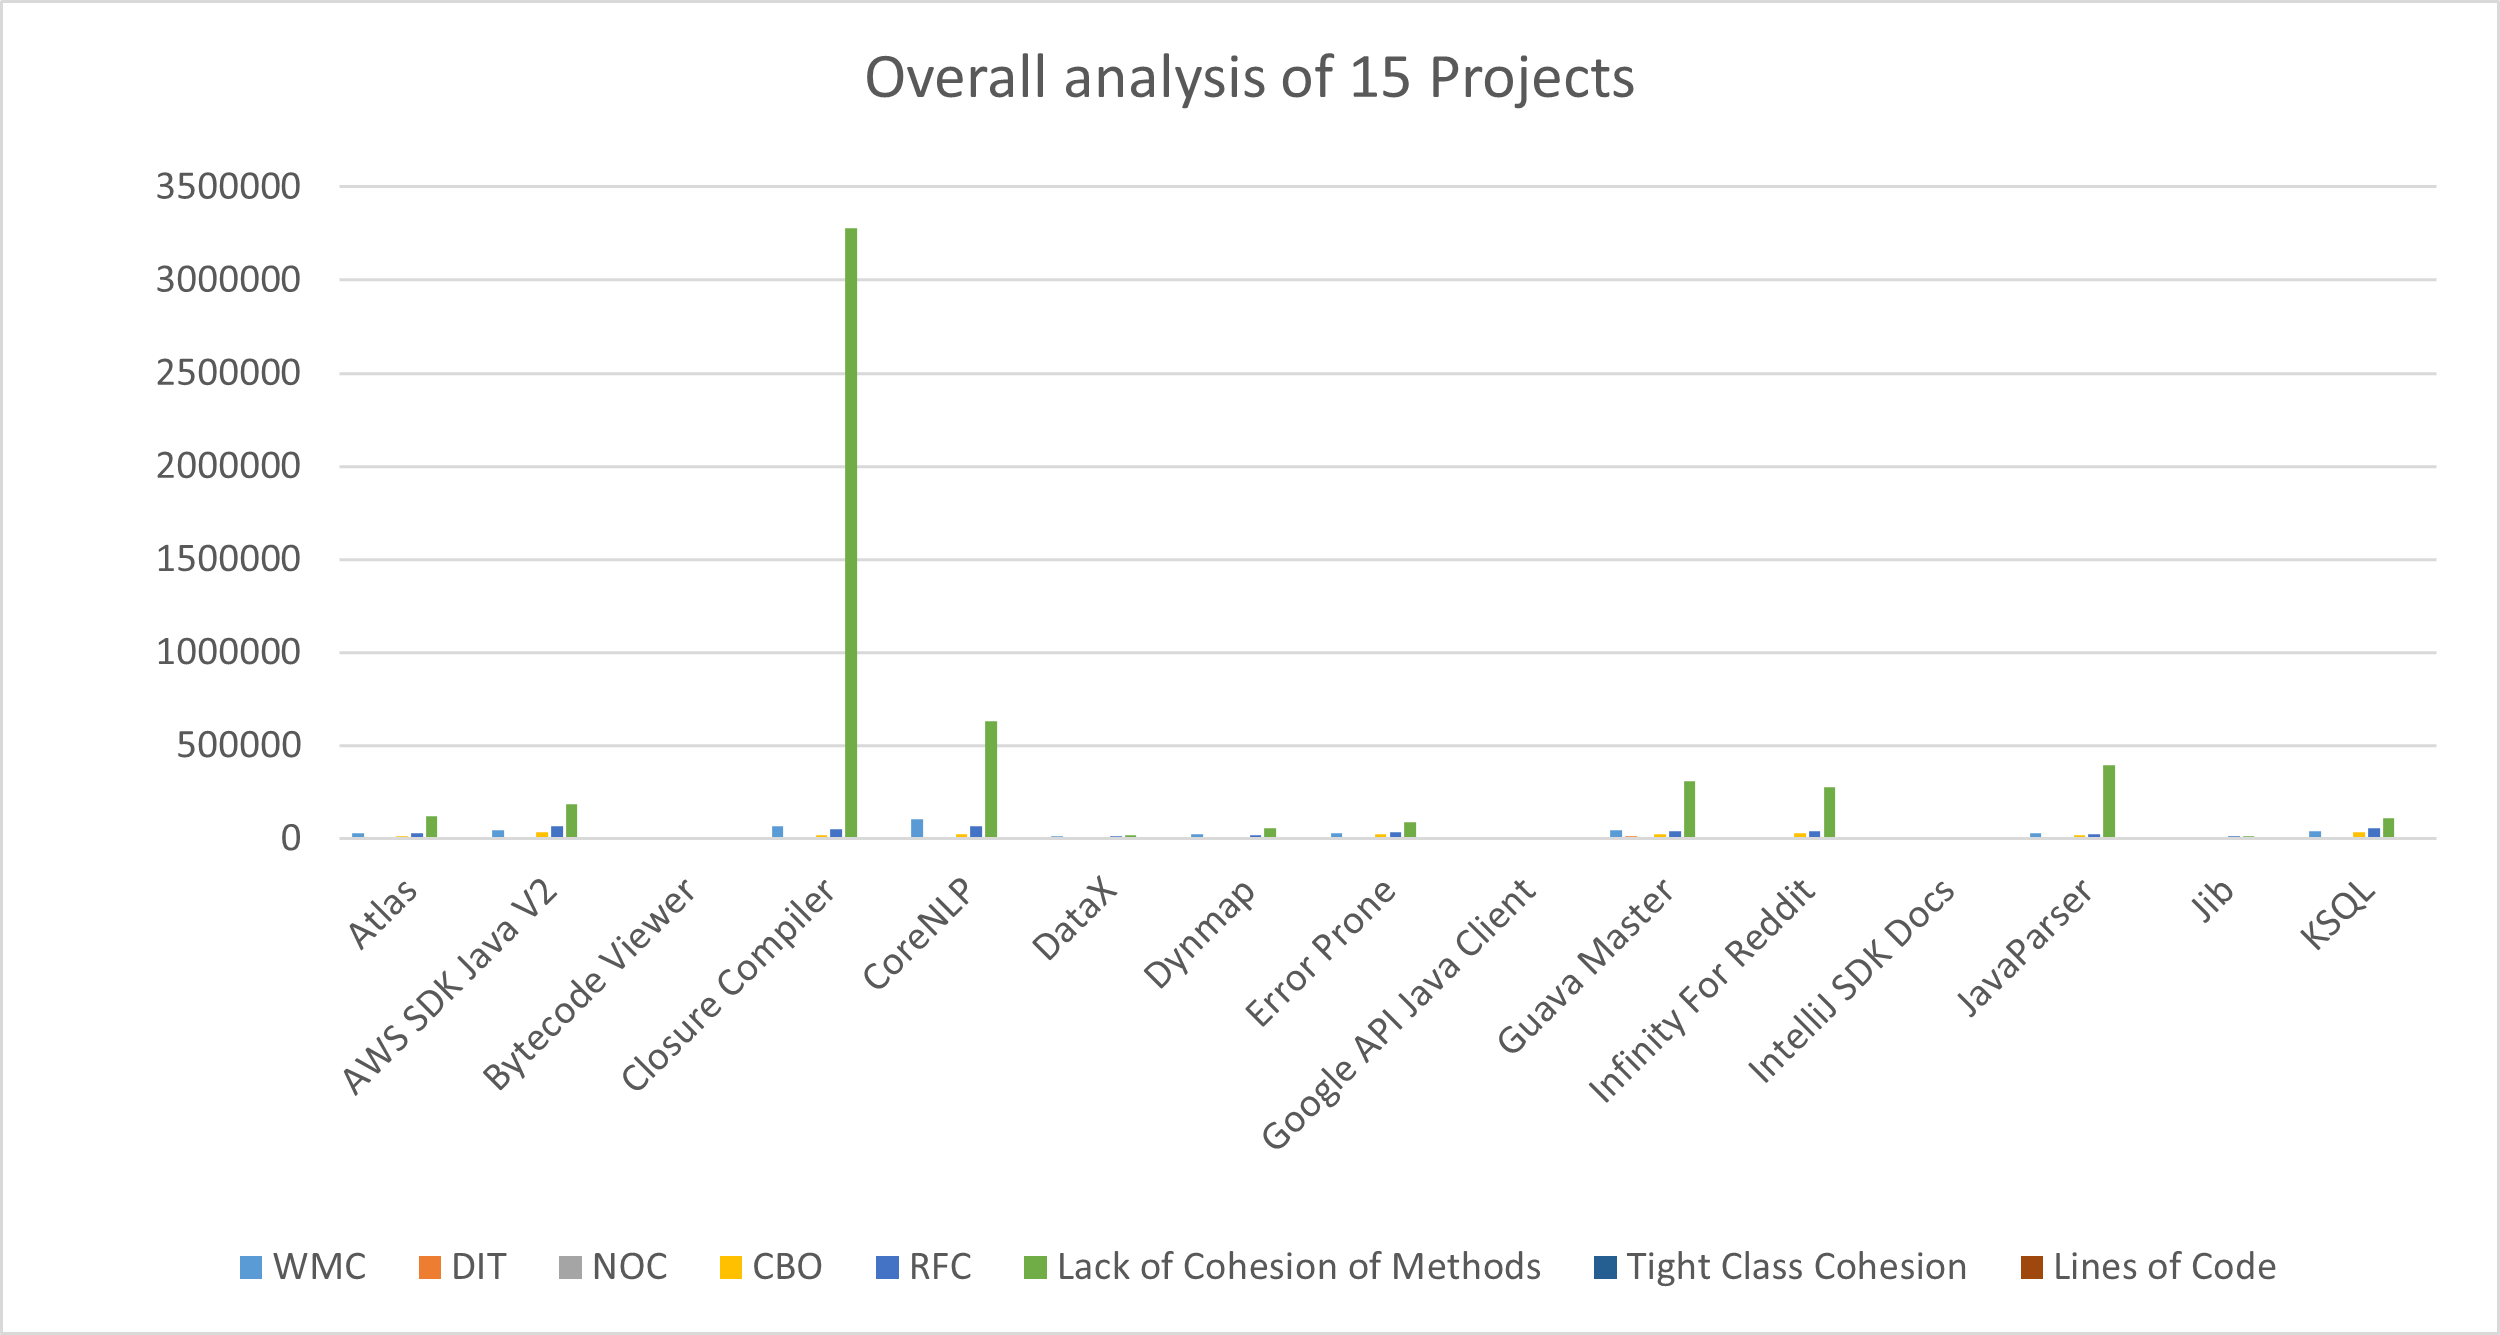 Overall analysis of 15 Projects
3500000
3000000
2500000
2000000
1500000
1000000
500000
0
Atlas
AWS SDK Java V2
Bytecode Viewer
Closure Compiler
CoreNLP
DataX
Dynmap
Error Prone
Google API Java Client
Guava Master
Infinity For Reddit
IntelliJ SDK Docs
JavaParser
Jib
KSQL
WMC DIT NOC CBO RFC Lack of Cohesion of Methods Tight Class Cohesion Lines of Code